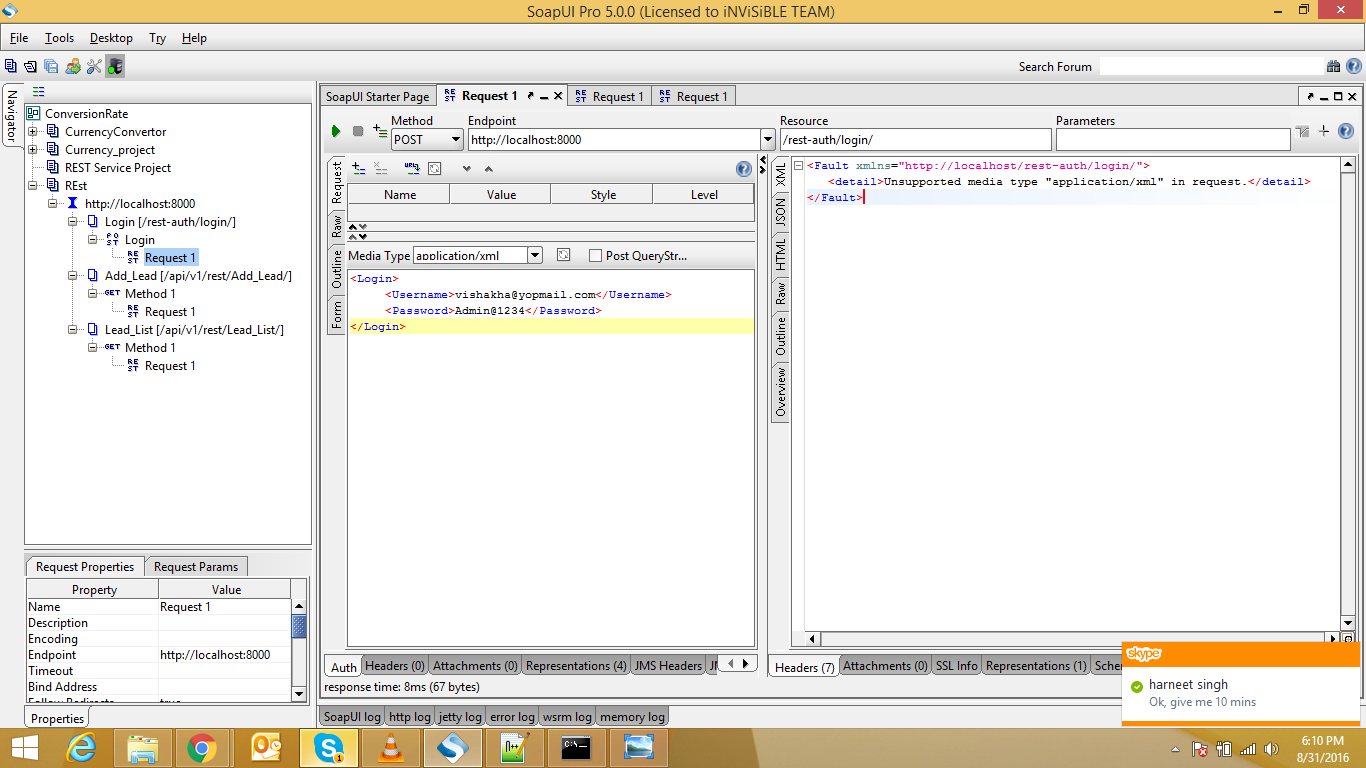 SoapUI Pro 5.0.0 (Licensed to iNViSiBLE TEAM)
File Tools Desktop Try Help
Search Forum
Navigator
ConversionRate
CurrencyConvertor
Currency_project
REST Service Project
REst
http://localhost:8000
Login [/rest-auth/login/]
Login
Request 1
Add_Lead [/api/v1/rest/Add_Lead/]
GET Method 1
Request 1
Lead_List [/api/v1/rest/Lead_List/]
GET Method 1
Request 1
Request Properties Request Params
Property Value
Name Request 1
Description
Encoding
Endpoint http://localhost:8000
Timeout
Bind Address
Follow Redirects true
Properties
SoapUI Starter Page Request 1 Request 1 Request 1
Method Endpoint Resource Parameters
POST http://localhost:8000 /rest-auth/login/
Request
Raw
Outline
Form
Name Value Style Level
Media Type application/xml Post QueryStr...
<Login>
<Username>vishakha@yopmail.com</Username>
<Password>Admin@1234</Password>
</Login>
XML
JSON
HTML
Raw
Outline
Overview
<Fault xmlns="http://localhost/rest-auth/login/">
<detail>Unsupported media type "application/xml" in request.</detail>
</Fault>
Auth Headers (0) Attachments (0) Representations (4) JMS Headers
Headers (7) Attachments (0) SSL Info Representations (1) Schem
response time: 8ms (67 bytes)
SoapUI log http log jetty log error log wsrm log memory log
skype
harneet singh
Ok, give me 10 mins
6:10 PM
8/31/2016